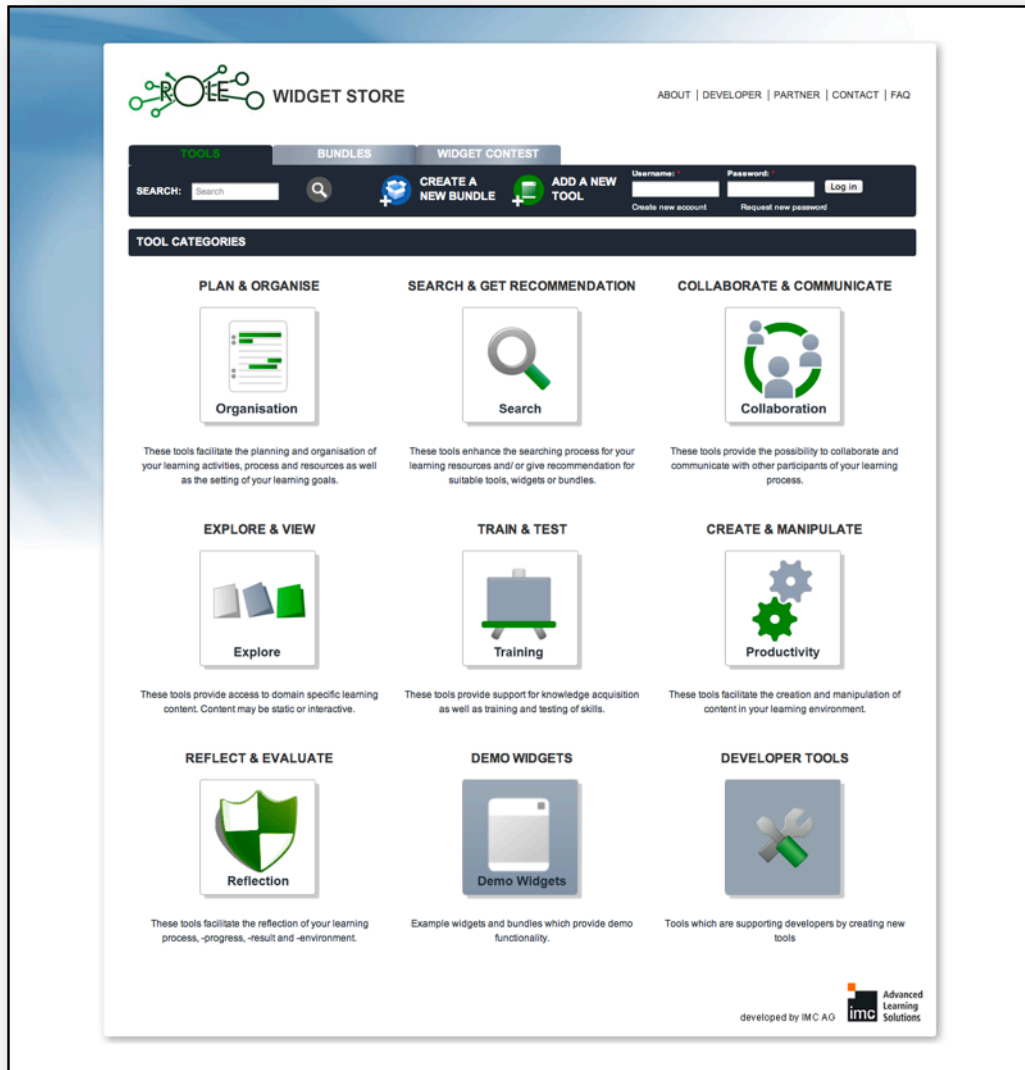 ROLE WIDGET STORE
ABOUT | DEVELOPER | PARTNER | CONTACT | FAQ
TOOLS BUNDLES WIDGET CONTEST
SEARCH: Search
CREATE A
NEW BUNDLE
ADD A NEW
TOOL
Username: * Password: *
Log in
Create new account Request new password
TOOL CATEGORIES
PLAN & ORGANISE
Organisation
These tools facilitate the planning and organisation of
your learning activities, process and resources as well
as the setting of your learning goals.
SEARCH & GET RECOMMENDATION
Search
These tools enhance the searching process for your
learning resources and/ or give recommendation for
suitable tools, widgets or bundles.
COLLABORATE & COMMUNICATE
Collaboration
These tools provide the possibility to collaborate and
communicate with other participants of your learning
process.
EXPLORE & VIEW
Explore
These tools provide access to domain specific learning
content. Content may be static or interactive.
TRAIN & TEST
Training
These tools provide support for knowledge acquisition
as well as training and testing of skills.
CREATE & MANIPULATE
Productivity
These tools facilitate the creation and manipulation of
content in your learning environment.
REFLECT & EVALUATE
Reflection
These tools facilitate the reflection of your learning
process, -progress, -result and -environment.
DEMO WIDGETS
Demo Widgets
Example widgets and bundles which provide demo
functionality.
DEVELOPER TOOLS
Tools which are supporting developers by creating new
tools
developed by IMC AG
imc
Advanced
Learning
Solutions